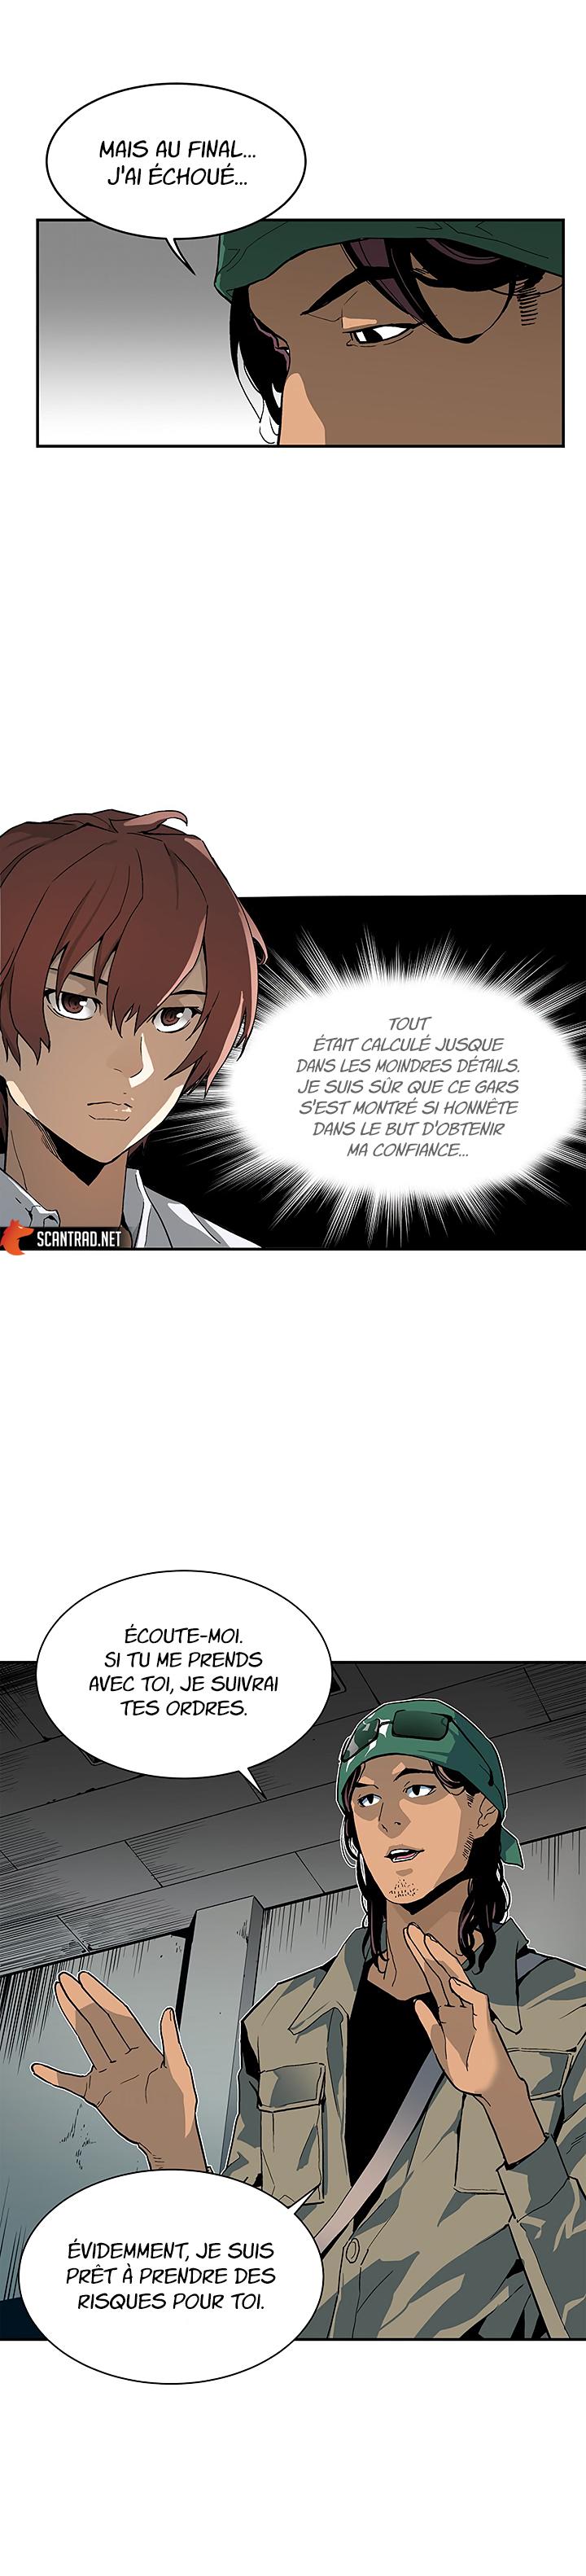 MAIS AU FINAL...
J'AI ÉCHOUÉ...
TOUT
ÉTAIT CALCULÉ JUSQUE
DANS LES MOINDRES DÉTAILS.
JE SUIS SÛR QUE CE GARS
S'EST MONTRÉ SI HONNÊTE
DANS LE BUT D'OBTENIR
MA CONFIANCE...
SCANTRAD.NET
ÉCOUTE-MOI.
SI TU ME PRENDS
AVEC TOI, JE SUIVRAI
TES ORDRES.
ÉVIDEMMENT, JE SUIS
PRÊT À PRENDRE DES
RISQUES POUR TOI.